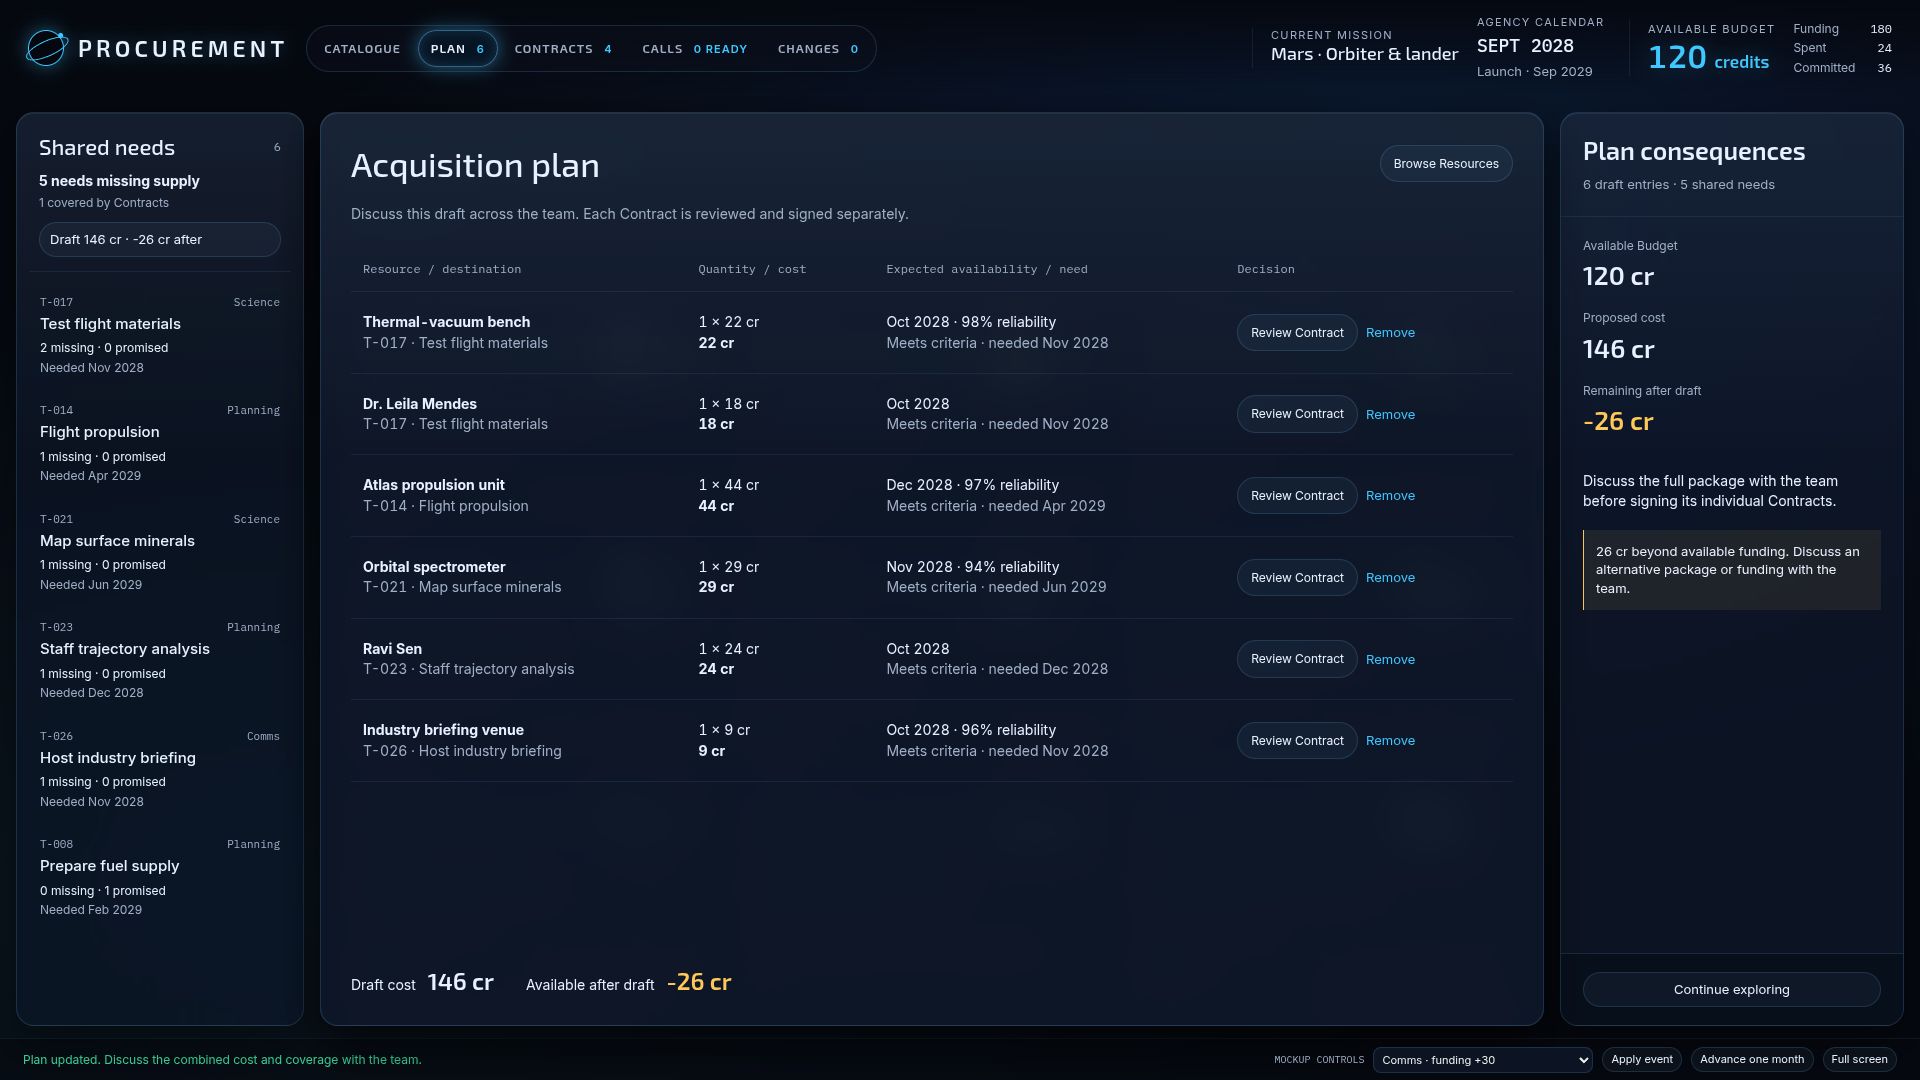 PROCUREMENT
CATALOGUE
PLAN 6
CONTRACTS 4
CALLS 0 READY
CHANGES 0
CURRENT MISSION
Mars · Orbiter & lander
AGENCY CALENDAR
SEPT 2028
Launch · Sep 2029
AVAILABLE BUDGET
120 credits
Funding 180
Spent 24
Committed 36
Shared needs 6
5 needs missing supply
1 covered by Contracts
Draft 146 cr · -26 cr after
T-017 Science
Test flight materials
2 missing · 0 promised
Needed Nov 2028
T-014 Planning
Flight propulsion
1 missing · 0 promised
Needed Apr 2029
T-021 Science
Map surface minerals
1 missing · 0 promised
Needed Jun 2029
T-023 Planning
Staff trajectory analysis
1 missing · 0 promised
Needed Dec 2028
T-026 Comms
Host industry briefing
1 missing · 0 promised
Needed Nov 2028
T-008 Planning
Prepare fuel supply
0 missing · 1 promised
Needed Feb 2029
Acquisition plan
Browse Resources
Discuss this draft across the team. Each Contract is reviewed and signed separately.
Resource / destination Quantity / cost Expected availability / need Decision
Thermal-vacuum bench 1 × 22 cr Oct 2028 · 98% reliability
T-017 · Test flight materials 22 cr Meets criteria · needed Nov 2028
Review Contract Remove
Dr. Leila Mendes 1 × 18 cr Oct 2028
T-017 · Test flight materials 18 cr Meets criteria · needed Nov 2028
Review Contract Remove
Atlas propulsion unit 1 × 44 cr Dec 2028 · 97% reliability
T-014 · Flight propulsion 44 cr Meets criteria · needed Apr 2029
Review Contract Remove
Orbital spectrometer 1 × 29 cr Nov 2028 · 94% reliability
T-021 · Map surface minerals 29 cr Meets criteria · needed Jun 2029
Review Contract Remove
Ravi Sen 1 × 24 cr Oct 2028
T-023 · Staff trajectory analysis 24 cr Meets criteria · needed Dec 2028
Review Contract Remove
Industry briefing venue 1 × 9 cr Oct 2028 · 96% reliability
T-026 · Host industry briefing 9 cr Meets criteria · needed Nov 2028
Review Contract Remove
Draft cost 146 cr Available after draft -26 cr
Plan consequences
6 draft entries · 5 shared needs
Available Budget
120 cr
Proposed cost
146 cr
Remaining after draft
-26 cr
Discuss the full package with the team
before signing its individual Contracts.
26 cr beyond available funding. Discuss an
alternative package or funding with the
team.
Continue exploring
Plan updated. Discuss the combined cost and coverage with the team.
MOCKUP CONTROLS
Comms · funding +30
Apply event
Advance one month
Full screen